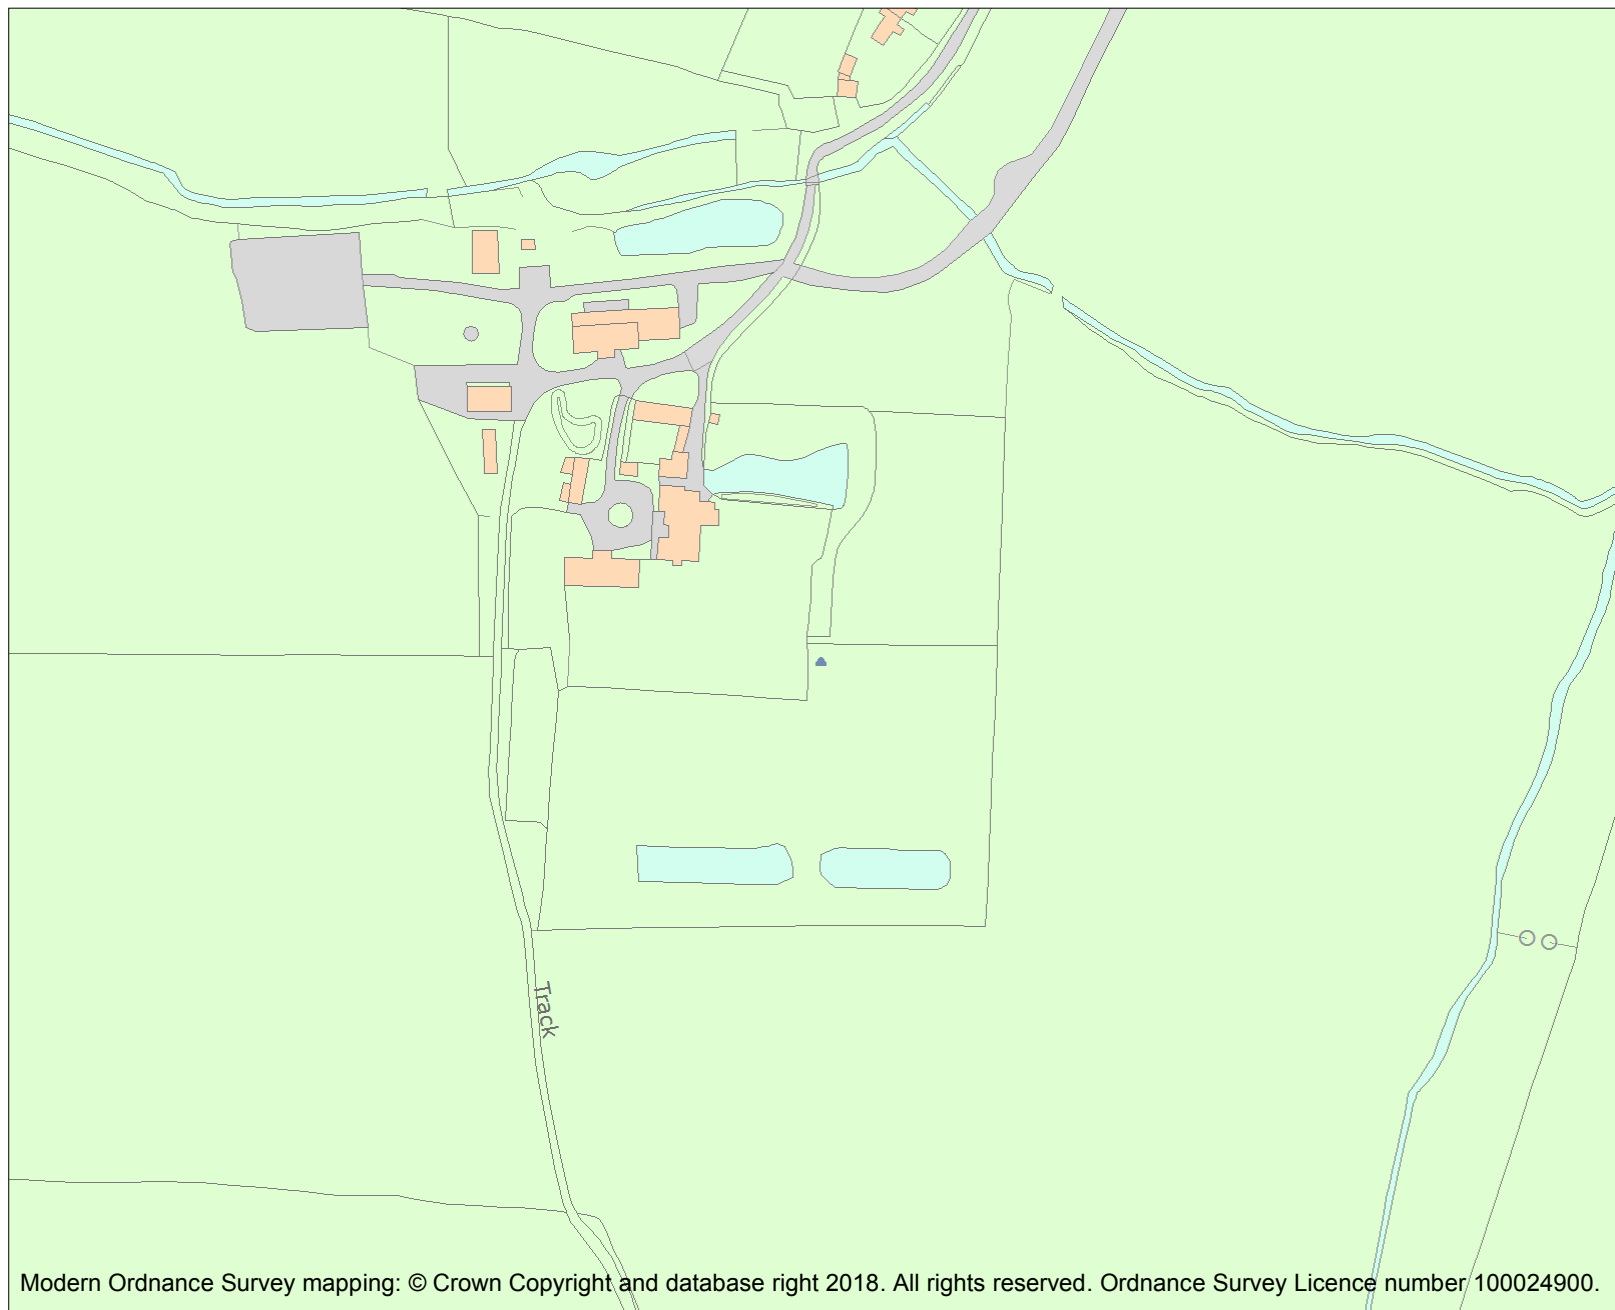 Track
Modern Ordnance Survey mapping: © Crown Copyright and database right 2018. All rights reserved. Ordnance Survey Licence number 100024900.